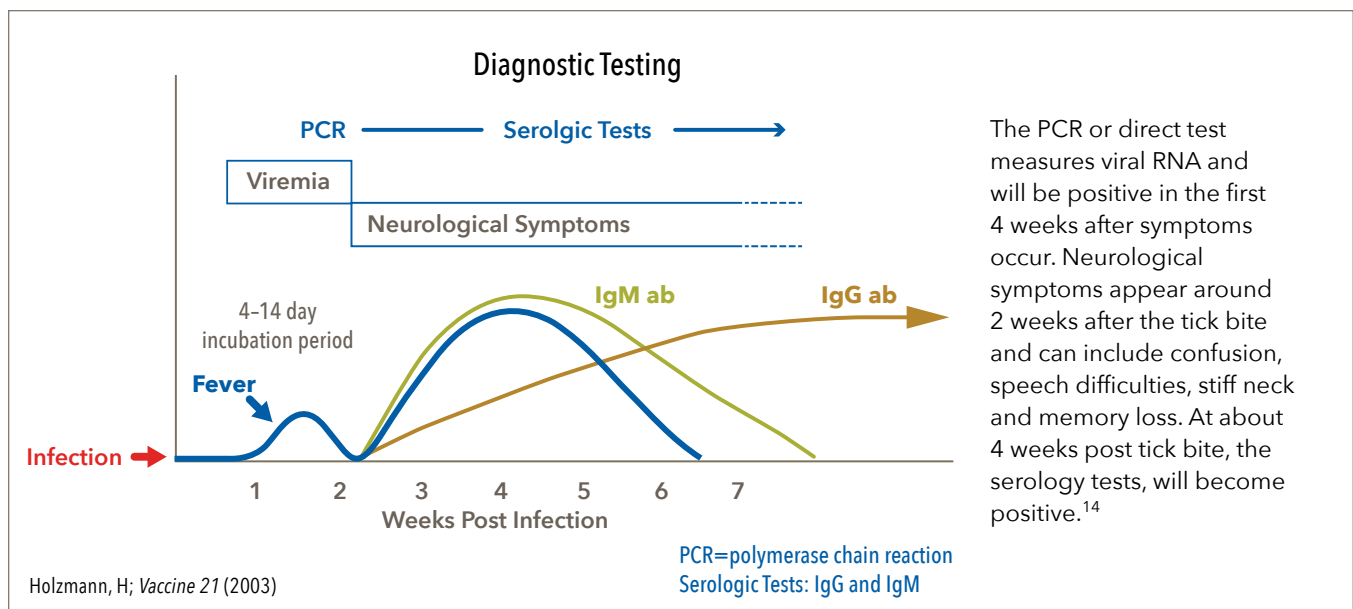 Diagnostic Testing
PCR
Serolgic Tests
Viremia
Neurological Symptoms
4–14 day
incubation period
Fever
IgM ab
IgG ab
Infection
1 2 3 4 5 6 7
Weeks Post Infection
PCR=polymerase chain reaction
Serologic Tests: IgG and IgM
Holzmann, H; Vaccine 21 (2003)
The PCR or direct test
measures viral RNA and
will be positive in the first
4 weeks after symptoms
occur. Neurological
symptoms appear around
2 weeks after the tick bite
and can include confusion,
speech difficulties, stiff neck
and memory loss. At about
4 weeks post tick bite, the
serology tests, will become
positive.14